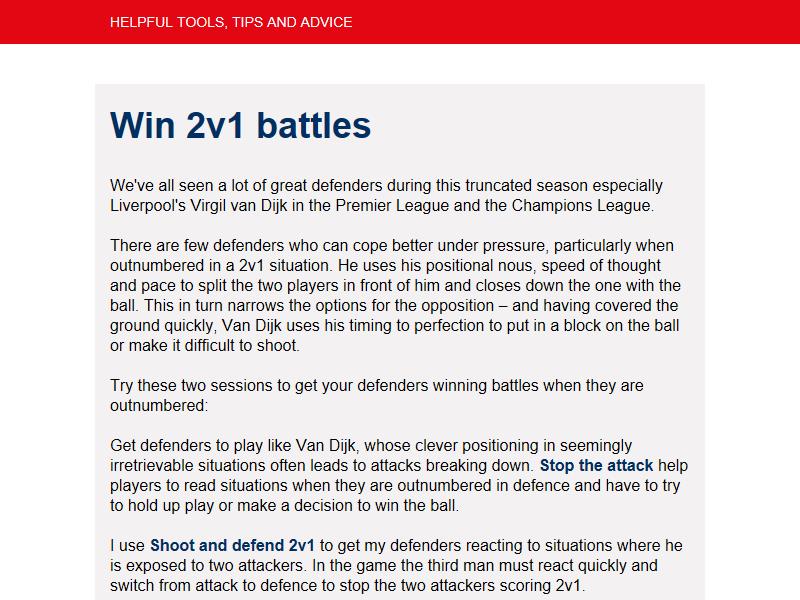 HELPFUL TOOLS, TIPS AND ADVICE
Win 2v1 battles
We've all seen a lot of great defenders during this truncated season especially
Liverpool's Virgil van Dijk in the Premier League and the Champions League.
There are few defenders who can cope better under pressure, particularly when
outnumbered in a 2v1 situation. He uses his positional nous, speed of thought
and pace to split the two players in front of him and closes down the one with the
ball. This in turn narrows the options for the opposition – and having covered the
ground quickly, Van Dijk uses his timing to perfection to put in a block on the ball
or make it difficult to shoot.
Try these two sessions to get your defenders winning battles when they are
outnumbered:
Get defenders to play like Van Dijk, whose clever positioning in seemingly
irretrievable situations often leads to attacks breaking down. Stop the attack help
players to read situations when they are outnumbered in defence and have to try
to hold up play or make a decision to win the ball.
I use Shoot and defend 2v1 to get my defenders reacting to situations where he
is exposed to two attackers. In the game the third man must react quickly and
switch from attack to defence to stop the two attackers scoring 2v1.